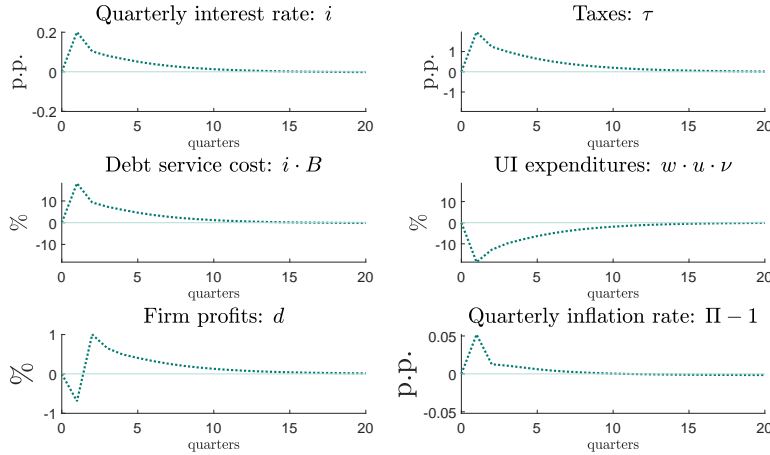 Quarterly interest rate: i
0.2
0
-0.2
p.p.
0 5 10 15 20
quarters
Taxes: τ
1
0
-1
p.p.
0 5 10 15 20
quarters
Debt service cost: i · B
10
0
-10
%
0 5 10 15 20
quarters
UI expenditures: w · u · ν
10
0
-10
%
0 5 10 15 20
quarters
Firm profits: d
1
0
-1
%
0 5 10 15 20
quarters
Quarterly inflation rate: Π − 1
0.05
0
-0.05
p.p.
0 5 10 15 20
quarters